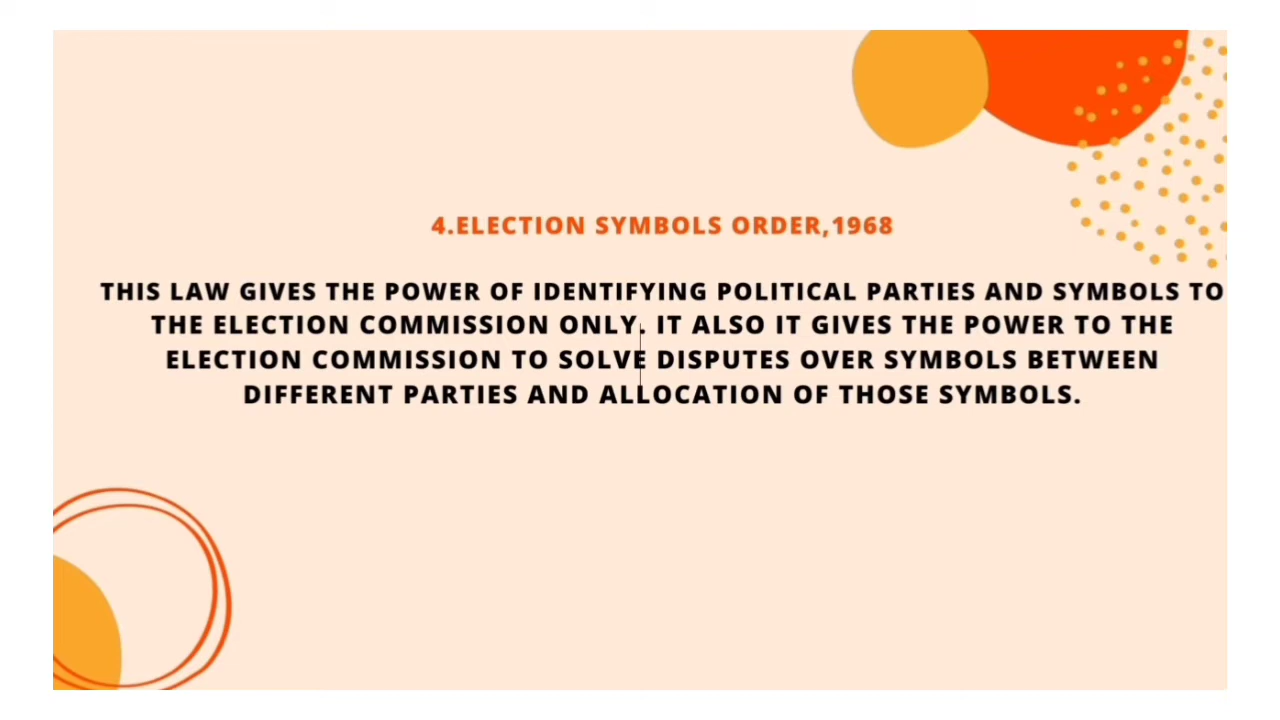 4.ELECTION SYMBOLS ORDER,1968
THIS LAW GIVES THE POWER OF IDENTIFYING POLITICAL PARTIES AND SYMBOLS TO
THE ELECTION COMMISSION ONLY. IT ALSO IT GIVES THE POWER TO THE
ELECTION COMMISSION TO SOLVE DISPUTES OVER SYMBOLS BETWEEN
DIFFERENT PARTIES AND ALLOCATION OF THOSE SYMBOLS.